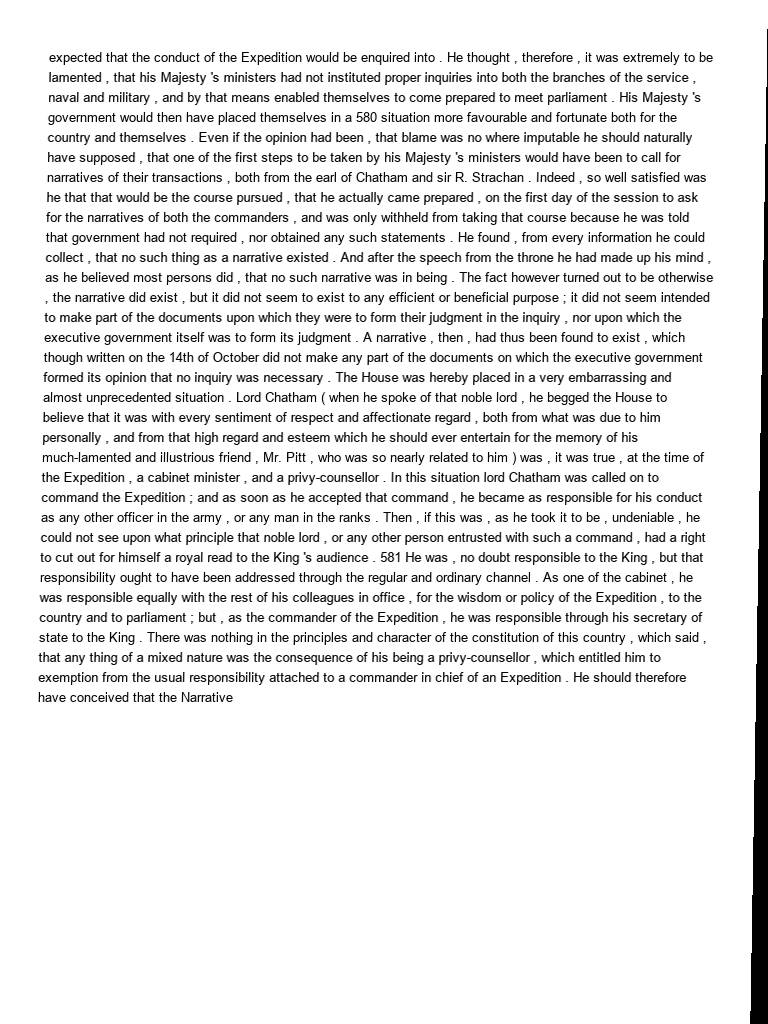 expected that the conduct of the Expedition would be enquired into . He thought , therefore , it was extremely to be
lamented , that his Majesty 's ministers had not instituted proper inquiries into both the branches of the service ,
naval and military , and by that means enabled themselves to come prepared to meet parliament . His Majesty 's
government would then have placed themselves in a 580 situation more favourable and fortunate both for the
country and themselves . Even if the opinion had been , that blame was no where imputable he should naturally
have supposed , that one of the first steps to be taken by his Majesty 's ministers would have been to call for
narratives of their transactions , both from the earl of Chatham and sir R. Strachan . Indeed , so well satisfied was
he that that would be the course pursued , that he actually came prepared , on the first day of the session to ask
for the narratives of both the commanders , and was only withheld from taking that course because he was told
that government had not required , nor obtained any such statements . He found , from every information he could
collect , that no such thing as a narrative existed . And after the speech from the throne he had made up his mind ,
as he believed most persons did , that no such narrative was in being . The fact however turned out to be otherwise
, the narrative did exist , but it did not seem to exist to any efficient or beneficial purpose ; it did not seem intended
to make part of the documents upon which they were to form their judgment in the inquiry , nor upon which the
executive government itself was to form its judgment . A narrative , then , had thus been found to exist , which
though written on the 14th of October did not make any part of the documents on which the executive government
formed its opinion that no inquiry was necessary . The House was hereby placed in a very embarrassing and
almost unprecedented situation . Lord Chatham ( when he spoke of that noble lord , he begged the House to
believe that it was with every sentiment of respect and affectionate regard , both from what was due to him
personally , and from that high regard and esteem which he should ever entertain for the memory of his
much-lamented and illustrious friend , Mr. Pitt , who was so nearly related to him ) was , it was true , at the time of
the Expedition , a cabinet minister , and a privy-counsellor . In this situation lord Chatham was called on to
command the Expedition ; and as soon as he accepted that command , he became as responsible for his conduct
as any other officer in the army , or any man in the ranks . Then , if this was , as he took it to be , undeniable , he
could not see upon what principle that noble lord , or any other person entrusted with such a command , had a right
to cut out for himself a royal read to the King 's audience . 581 He was , no doubt responsible to the King , but that
responsibility ought to have been addressed through the regular and ordinary channel . As one of the cabinet , he
was responsible equally with the rest of his colleagues in office , for the wisdom or policy of the Expedition , to the
country and to parliament ; but , as the commander of the Expedition , he was responsible through his secretary of
state to the King . There was nothing in the principles and character of the constitution of this country , which said ,
that any thing of a mixed nature was the consequence of his being a privy-counsellor , which entitled him to
exemption from the usual responsibility attached to a commander in chief of an Expedition . He should therefore
have conceived that the Narrative